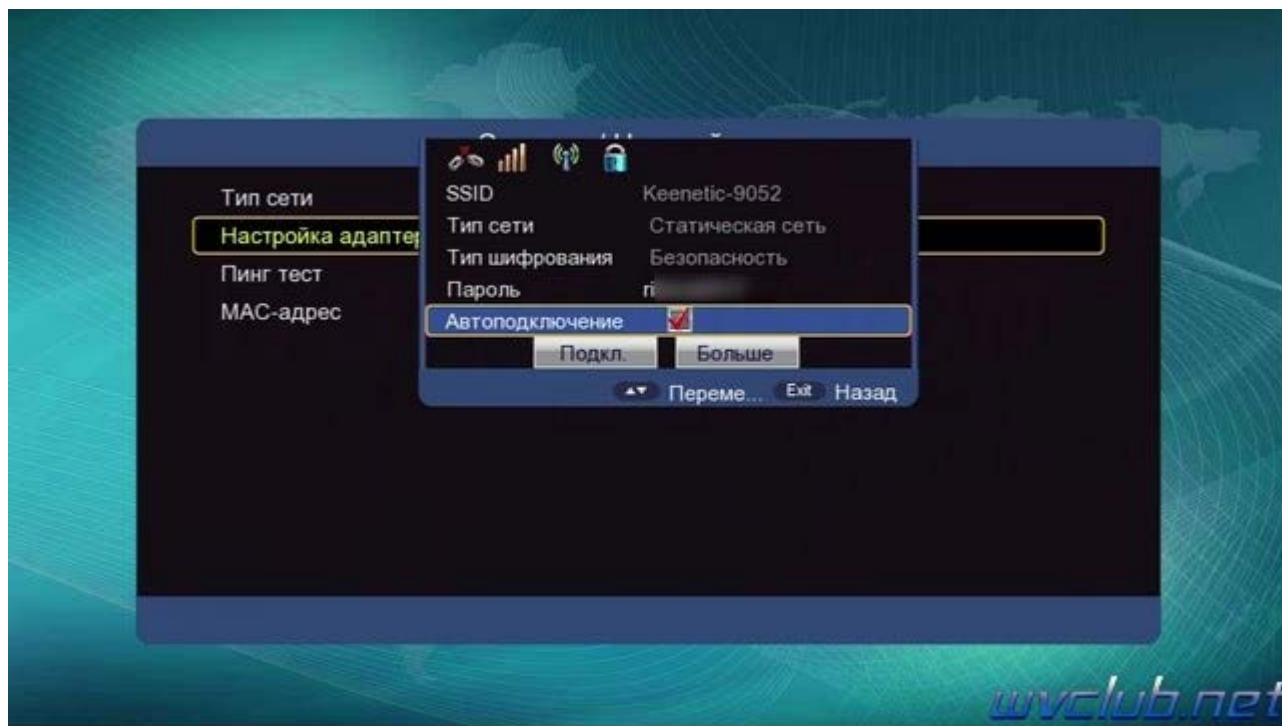 SSID Keenetic-9052
Тип сети
Тип сети Статическая сеть
Настройка
Тип шифрования Безопасность
Пинг тест
Пароль ri
MAC-адрес
Автоподключение
Подкл. Больше
Переме... Exit Назад
wvclub.net